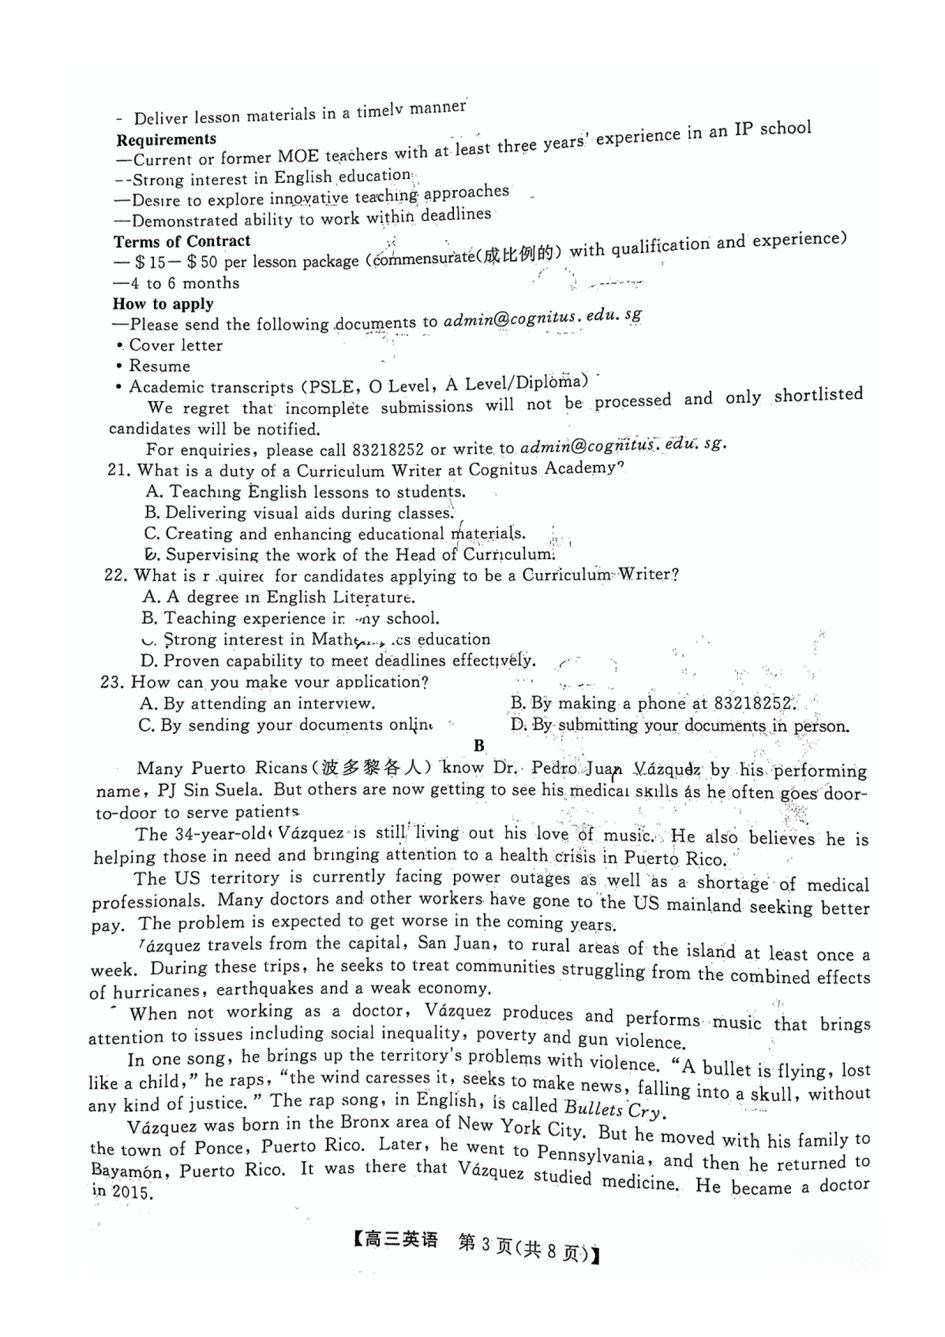 - Deliver lesson materials in a timely manner
Requirements
—Current or former MOE teachers with at least three years' experience in an IP school
--Strong interest in English education
—Desire to explore innovative teaching approaches
—Demonstrated ability to work within deadlines
Terms of Contract
— $15— $50 per lesson package (commensurate(成比例的) with qualification and experience)
—4 to 6 months
How to apply
—Please send the following documents to admin@cognitus.edu.sg
• Cover letter
• Resume
• Academic transcripts (PSLE, O Level, A Level/Diploma)
We regret that incomplete submissions will not be processed and only shortlisted
candidates will be notified.
For enquiries, please call 83218252 or write to admin@cognitus.edu.sg.
21. What is a duty of a Curriculum Writer at Cognitus Academy?
A. Teaching English lessons to students.
B. Delivering visual aids during classes.
C. Creating and enhancing educational materials.
D. Supervising the work of the Head of Curriculum.
22. What is required for candidates applying to be a Curriculum Writer?
A. A degree in English Literature.
B. Teaching experience in any school.
C. Strong interest in Mathematics education
D. Proven capability to meet deadlines effectively.
23. How can you make your application?
A. By attending an interview.
B. By making a phone at 83218252.
C. By sending your documents online
D. By submitting your documents in person.
B
Many Puerto Ricans(波多黎各人) know Dr. Pedro Juan Vázquez by his performing
name, PJ Sin Suela. But others are now getting to see his medical skills as he often goes door-
to-door to serve patients
The 34-year-old Vázquez is still living out his love of music. He also believes he is
helping those in need and bringing attention to a health crisis in Puerto Rico.
The US territory is currently facing power outages as well as a shortage of medical
professionals. Many doctors and other workers have gone to the US mainland seeking better
pay. The problem is expected to get worse in the coming years.
Vázquez travels from the capital, San Juan, to rural areas of the island at least once a
week. During these trips, he seeks to treat communities struggling from the combined effects
of hurricanes, earthquakes and a weak economy.
When not working as a doctor, Vázquez produces and performs music that brings
attention to issues including social inequality, poverty and gun violence.
In one song, he brings up the territory's problems with violence. “A bullet is flying, lost
like a child,” he raps, “the wind caresses it, seeks to make news, falling into a skull, without
any kind of justice.” The rap song, in English, is called Bullets Cry.
Vázquez was born in the Bronx area of New York City. But he moved with his family to
the town of Ponce, Puerto Rico. Later, he went to Pennsylvania, and then he returned to
Bayamón, Puerto Rico. It was there that Vázquez studied medicine. He became a doctor
in 2015.
【高三英语 第3页(共8页)】